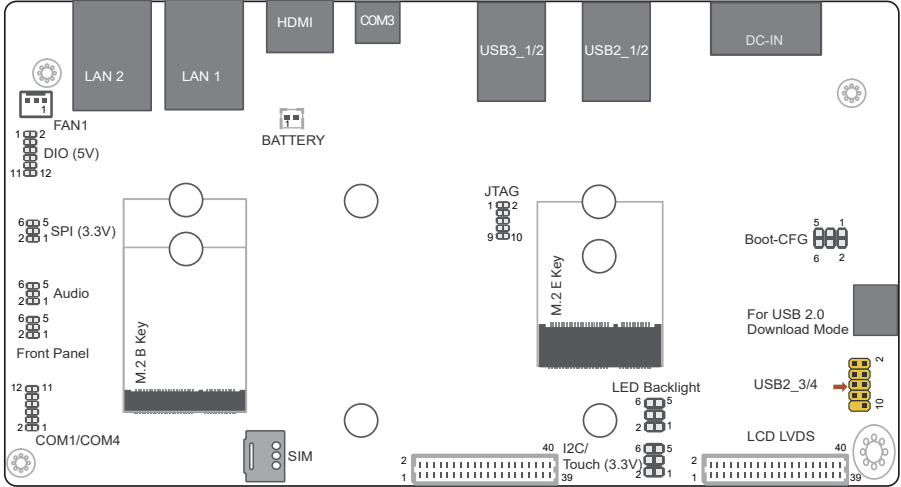 HDMI
COM3
USB3_1/2
USB2_1/2
DC-IN
LAN 2
LAN 1
1
FAN1
1
BATTERY
1 2
DIO (5V)
11 12
JTAG
1 2
9 10
6 5
SPI (3.3V)
2 1
5 1
Boot-CFG
6 2
6 5
Audio
2 1
6 5
2 1
Front Panel
M.2 B Key
M.2 E Key
For USB 2.0
Download Mode
2
USB2_3/4
10
12 11
2 1
COM1/COM4
LED Backlight
6 5
2 1
SIM
2 40
1 39
I2C/
Touch (3.3V)
6 5
2 1
LCD LVDS
2 40
1 39